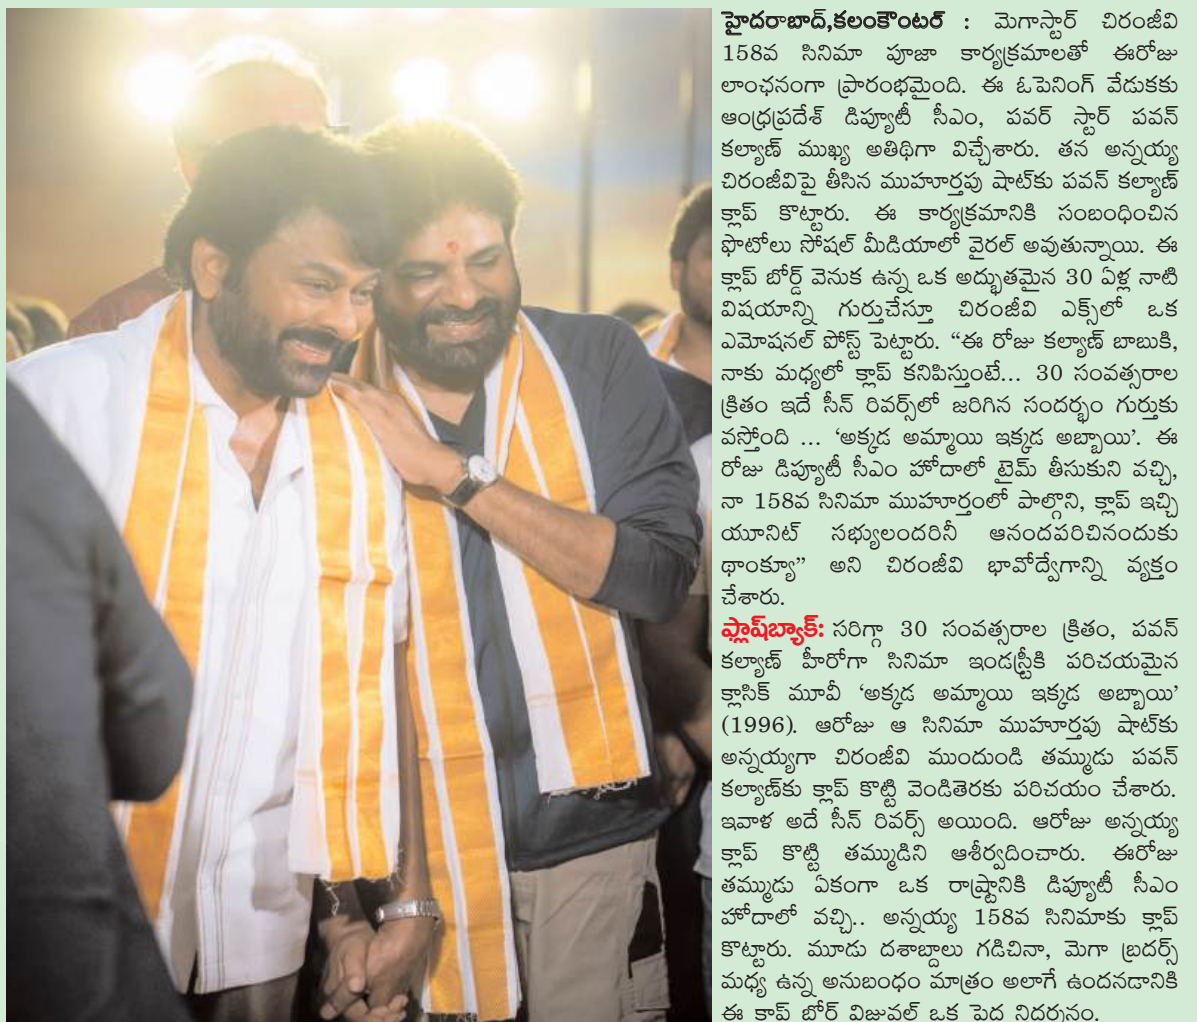 హైదరాబాద్,కలంకౌంటర్ : మెగాస్టార్ చిరంజీవి
158వ సినిమా పూజా కార్యక్రమాలతో ఈరోజు
లాంఛనంగా ప్రారంభమైంది. ఈ ఓపెనింగ్ వేడుకకు
ఆంధ్రప్రదేశ్ డిప్యూటీ సీఎం, పవర్ స్టార్ పవన్
కల్యాణ్ ముఖ్య అతిథిగా విచ్చేశారు. తన అన్నయ్య
చిరంజీవిపై తీసిన ముహూర్తపు షాట్‌కు పవన్ కల్యాణ్
క్లాప్ కొట్టారు. ఈ కార్యక్రమానికి సంబంధించిన
ఫొటోలు సోషల్ మీడియాలో వైరల్ అవుతున్నాయి. ఈ
క్లాప్ బోర్డ్ వెనుక ఉన్న ఒక అద్భుతమైన 30 ఏళ్ల నాటి
విషయాన్ని గుర్తుచేస్తూ చిరంజీవి ఎక్స్‌లో ఒక
ఎమోషనల్ పోస్ట్ పెట్టారు. “ఈ రోజు కల్యాణ్ బాబుకి,
నాకు మధ్యలో క్లాప్ కనిపిస్తుంటే... 30 సంవత్సరాల
క్రితం ఇదే సీన్ రివర్స్‌లో జరిగిన సందర్భం గుర్తుకు
వస్తోంది ... ‘అక్కడ అమ్మాయి ఇక్కడ అబ్బాయి’. ఈ
రోజు డిప్యూటీ సీఎం హోదాలో టైమ్ తీసుకుని వచ్చి,
నా 158వ సినిమా ముహూర్తంలో పాల్గొని, క్లాప్ ఇచ్చి
యూనిట్ సభ్యులందరినీ ఆనందపరిచినందుకు
థాంక్యూ” అని చిరంజీవి భావోద్వేగాన్ని వ్యక్తం
చేశారు.
ఫ్లాష్‌బ్యాక్: సరిగ్గా 30 సంవత్సరాల క్రితం, పవన్
కల్యాణ్ హీరోగా సినిమా ఇండస్ట్రీకి పరిచయమైన
క్లాసిక్ మూవీ ‘అక్కడ అమ్మాయి ఇక్కడ అబ్బాయి’
(1996). ఆరోజు ఆ సినిమా ముహూర్తపు షాట్‌కు
అన్నయ్యగా చిరంజీవి ముందుండి తమ్ముడు పవన్
కల్యాణ్‌కు క్లాప్ కొట్టి వెండితెరకు పరిచయం చేశారు.
ఇవాళ అదే సీన్ రివర్స్ అయింది. ఆరోజు అన్నయ్య
క్లాప్ కొట్టి తమ్ముడిని ఆశీర్వదించారు. ఈరోజు
తమ్ముడు ఏకంగా ఒక రాష్ట్రానికి డిప్యూటీ సీఎం
హోదాలో వచ్చి.. అన్నయ్య 158వ సినిమాకు క్లాప్
కొట్టారు. మూడు దశాబ్దాలు గడిచినా, మెగా బ్రదర్స్
మధ్య ఉన్న అనుబంధం మాత్రం అలాగే ఉందనడానికి
ఈ క్లాప్ బోర్డ్ విజువల్ ఒక పెద్ద నిదర్శనం.